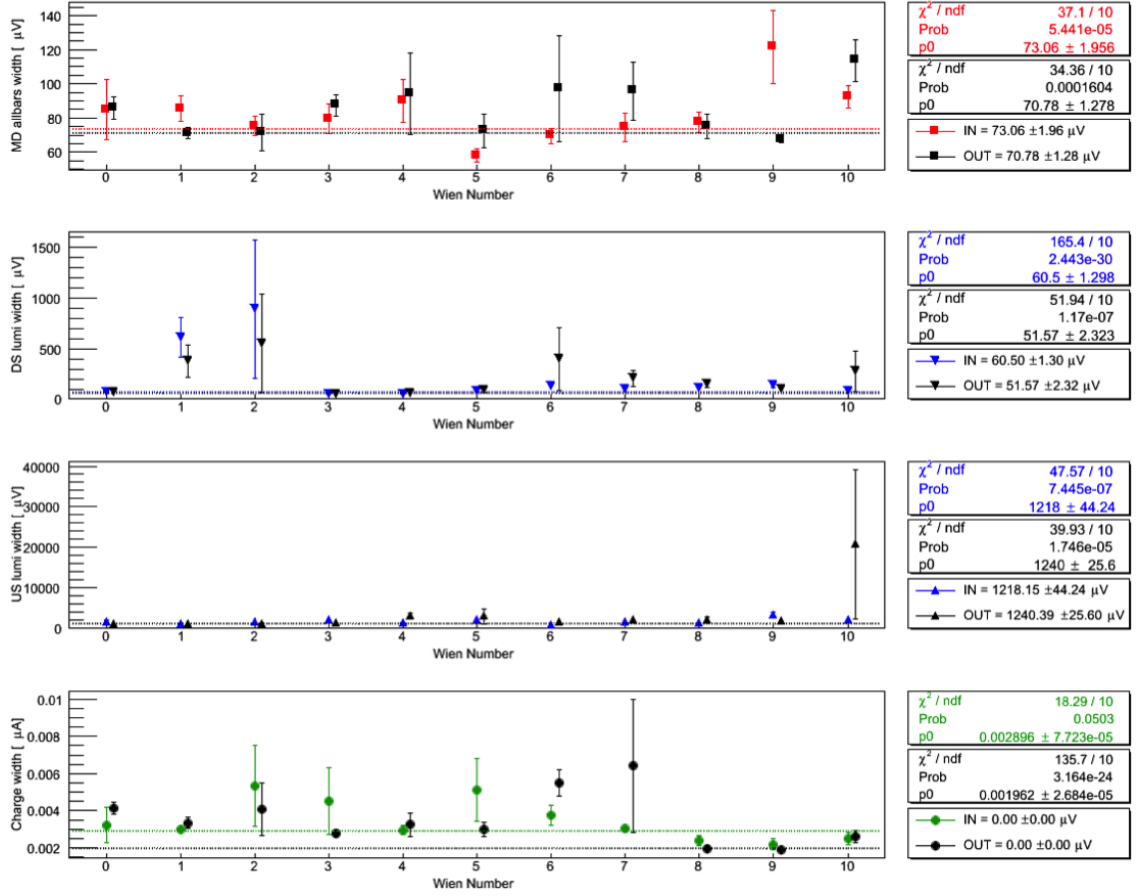 MD allbars width [ μV]
140
120
100
80
60
0 1 2 3 4 5 6 7 8 9 10
Wien Number
χ² / ndf 37.1 / 10
Prob 5.441e-05
p0 73.06 ± 1.956
χ² / ndf 34.36 / 10
Prob 0.0001604
p0 70.78 ± 1.278
IN = 73.06 ±1.96 μV
OUT = 70.78 ±1.28 μV
DS lumi width [ μV]
1500
1000
500
0
0 1 2 3 4 5 6 7 8 9 10
Wien Number
χ² / ndf 165.4 / 10
Prob 2.443e-30
p0 60.5 ± 1.298
χ² / ndf 51.94 / 10
Prob 1.17e-07
p0 51.57 ± 2.323
IN = 60.50 ±1.30 μV
OUT = 51.57 ±2.32 μV
US lumi width [ μV]
40000
30000
20000
10000
0
0 1 2 3 4 5 6 7 8 9 10
Wien Number
χ² / ndf 47.57 / 10
Prob 7.445e-07
p0 1218 ± 44.24
χ² / ndf 39.93 / 10
Prob 1.746e-05
p0 1240 ± 25.6
IN = 1218.15 ±44.24 μV
OUT = 1240.39 ±25.60 μV
Charge width [ μA]
0.01
0.008
0.006
0.004
0.002
0 1 2 3 4 5 6 7 8 9 10
Wien Number
χ² / ndf 18.29 / 10
Prob 0.0503
p0 0.002896 ± 7.723e-05
χ² / ndf 135.7 / 10
Prob 3.164e-24
p0 0.001962 ± 2.684e-05
IN = 0.00 ±0.00 μV
OUT = 0.00 ±0.00 μV